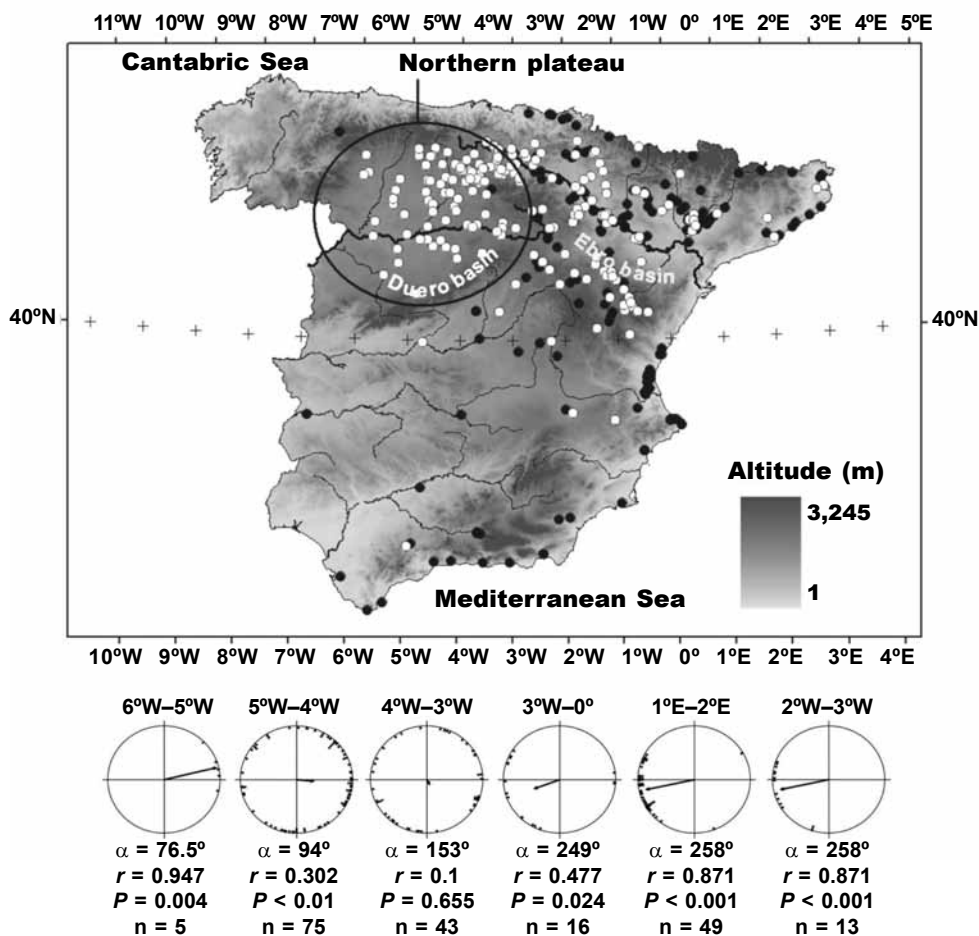 11ºW 10ºW 9ºW 8ºW 7ºW 6ºW 5ºW 4ºW 3ºW 2ºW 1ºW 0º 1ºE 2ºE 3ºE 4ºE 5ºE
Cantabric Sea Northern plateau
Duero basin
Ebro basin
40ºN 40ºN
Altitude (m)
3,245
1
Mediterranean Sea
10ºW 9ºW 8ºW 7ºW 6ºW 5ºW 4ºW 3ºW 2ºW 1ºW 0º 1ºE 2ºE 3ºE 4ºE
6ºW–5ºW 5ºW–4ºW 4ºW–3ºW 3ºW–0º 1ºE–2ºE 2ºW–3ºW
α = 76.5º α = 94º α = 153º α = 249º α = 258º α = 258º
r = 0.947 r = 0.302 r = 0.1 r = 0.477 r = 0.871 r = 0.871
P = 0.004 P < 0.01 P = 0.655 P = 0.024 P < 0.001 P < 0.001
n = 5 n = 75 n = 43 n = 16 n = 49 n = 13